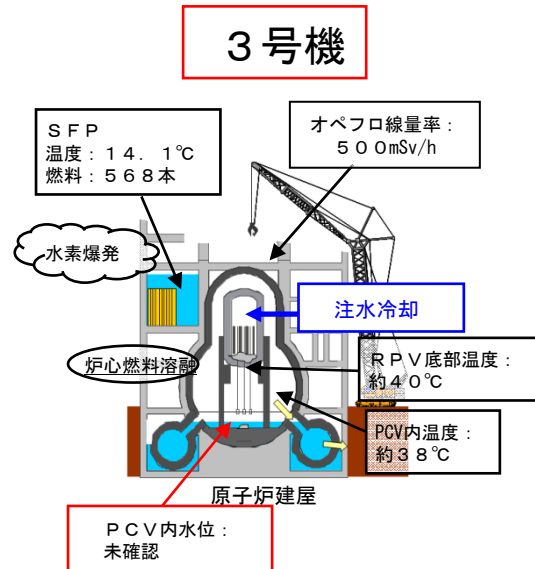 ３号機
ＳＦＰ
温度：１４．１℃
燃料：５６８本
オペフロ線量率：
５００mSv/h
水素爆発
注水冷却
炉心燃料溶融
ＲＰＶ底部温度：
約４０℃
PCV内温度：
約３８℃
原子炉建屋
ＰＣＶ内水位：
未確認